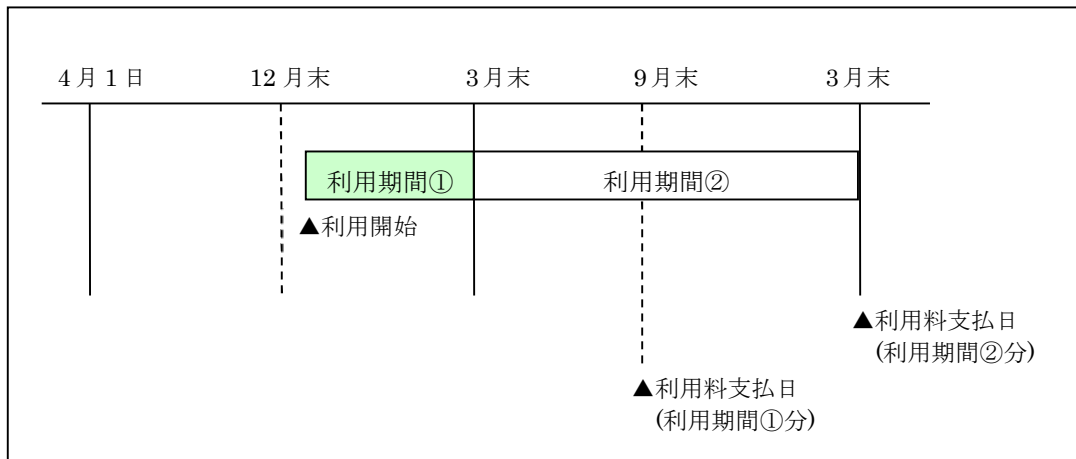 4月1日 12月末 3月末 9月末 3月末
利用期間① 利用期間②
▲利用開始
▲利用料支払日
(利用期間②分)
▲利用料支払日
(利用期間①分)